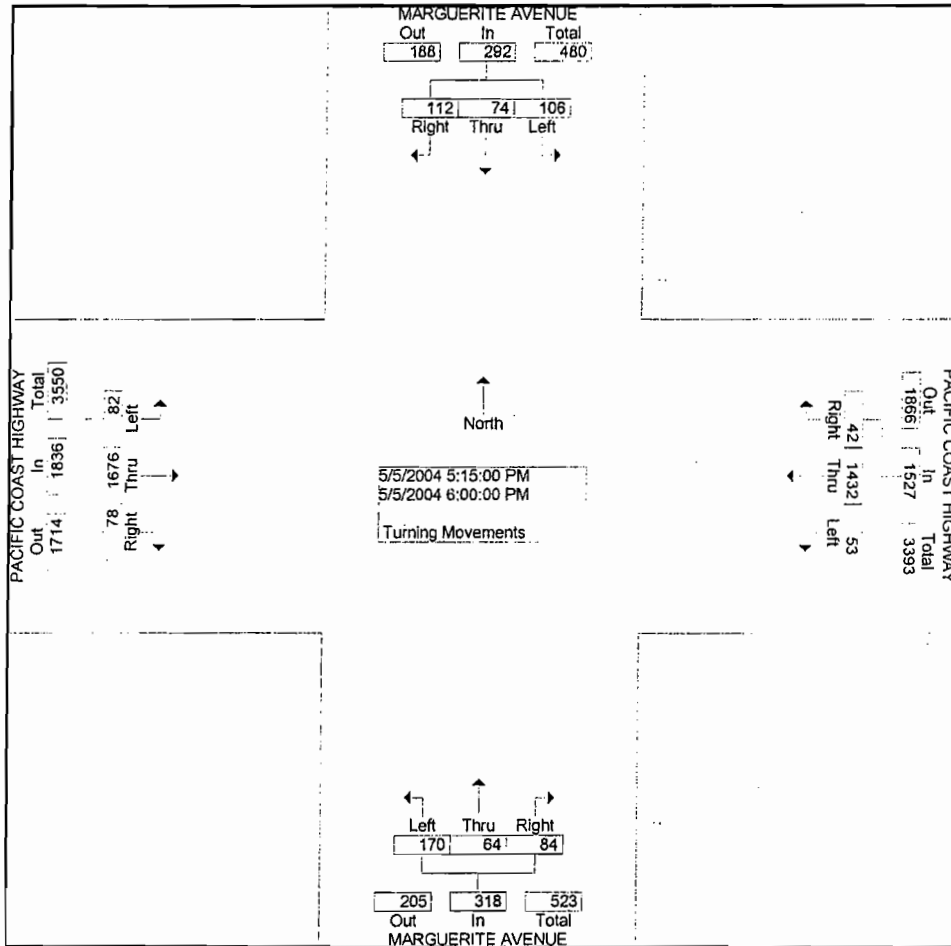 MARGUERITE AVENUE
Out In Total
188 292 480
112 74 106
Right Thru Left
PACIFIC COAST HIGHWAY
Total In Out
3550 1836 1714
82 1676 78
Left Thru Right
North
5/5/2004 5:15:00 PM
5/5/2004 6:00:00 PM
Turning Movements
Right Thru Left
42 1432 53
1866 1527 3393
Out In Total
PACIFIC COAST HIGHWAY
Left Thru Right
170 64 84
205 318 523
Out In Total
MARGUERITE AVENUE